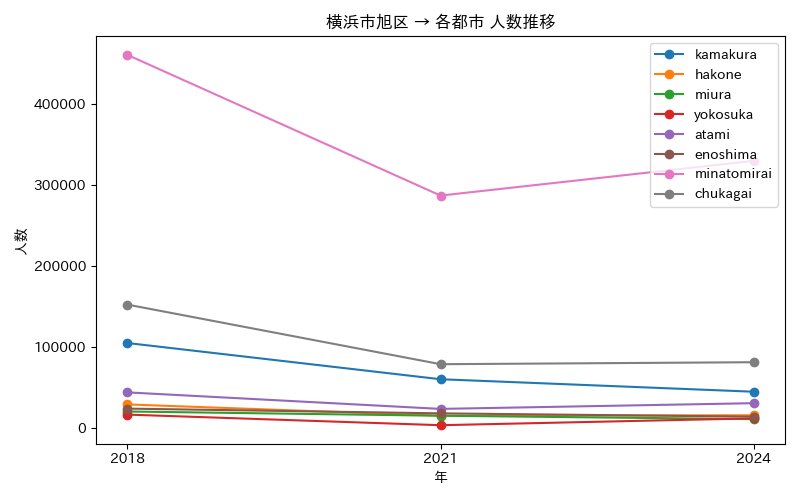 横浜市旭区 → 各都市 人数推移
kamakura
hakone
miura
yokosuka
atami
enoshima
minatomirai
chukagai
人数
400000
300000
200000
100000
0
2018
2021
2024
年